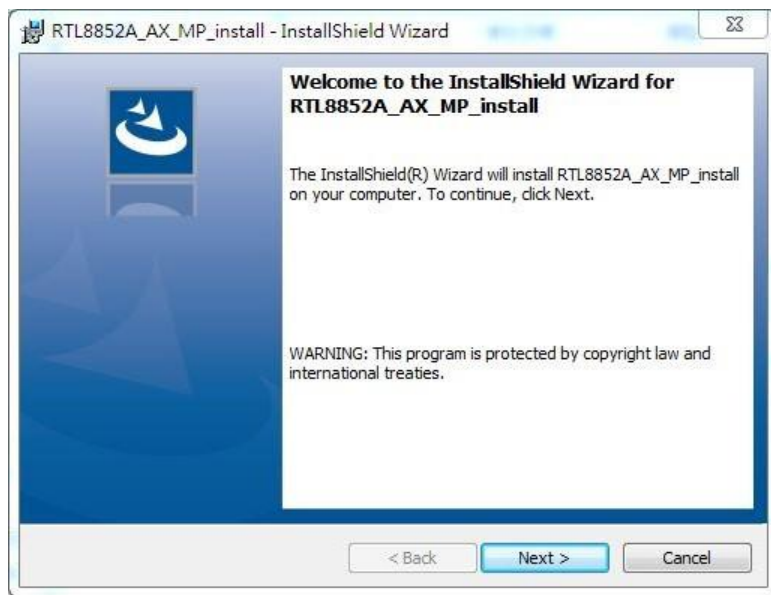 RTL8852A_AX_MP_install - InstallShield Wizard
Welcome to the InstallShield Wizard for
RTL8852A_AX_MP_install
The InstallShield(R) Wizard will install RTL8852A_AX_MP_install
on your computer. To continue, click Next.
WARNING: This program is protected by copyright law and
international treaties.
< Back
Next >
Cancel